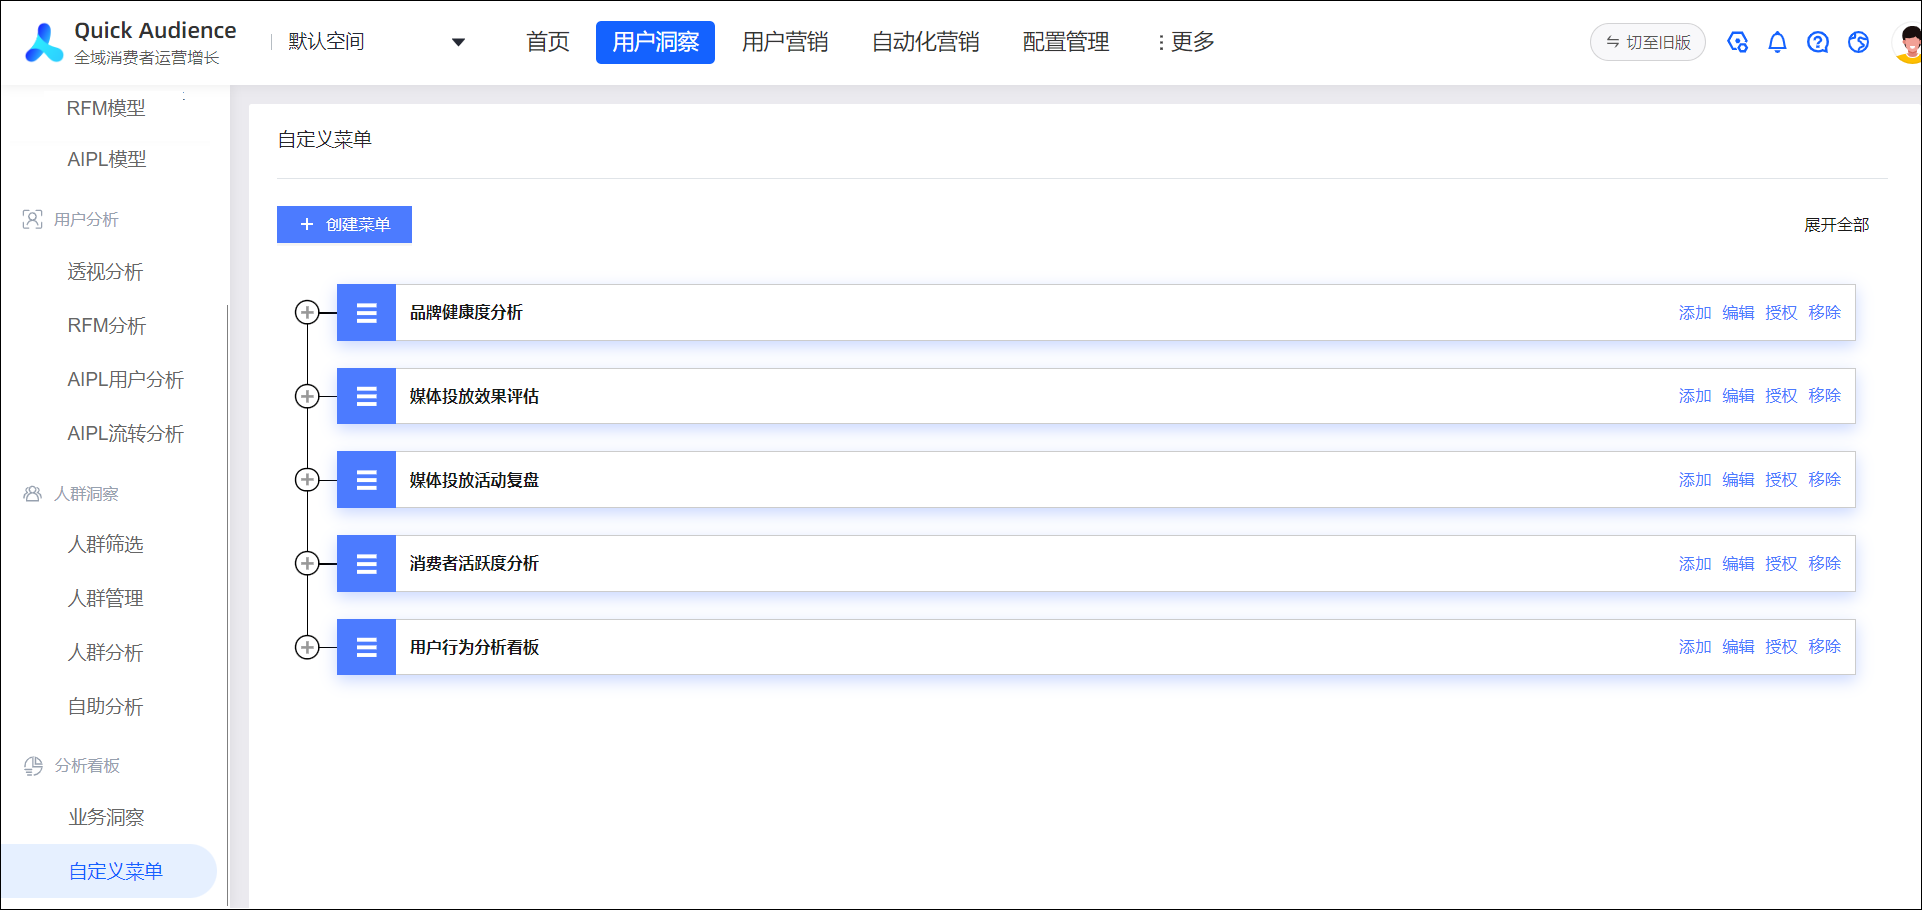 Quick Audience
全域消费者运营增长
默认空间
首页
用户洞察
用户营销
自动化营销
配置管理
更多
切至旧版
RFM模型
AIPL模型
用户分析
透视分析
RFM分析
AIPL用户分析
AIPL流转分析
人群洞察
人群筛选
人群管理
人群分析
自助分析
分析看板
业务洞察
自定义菜单
自定义菜单
创建菜单
展开全部
品牌健康度分析 添加 编辑 授权 移除
媒体投放效果评估 添加 编辑 授权 移除
媒体投放活动复盘 添加 编辑 授权 移除
消费者活跃度分析 添加 编辑 授权 移除
用户行为分析看板 添加 编辑 授权 移除